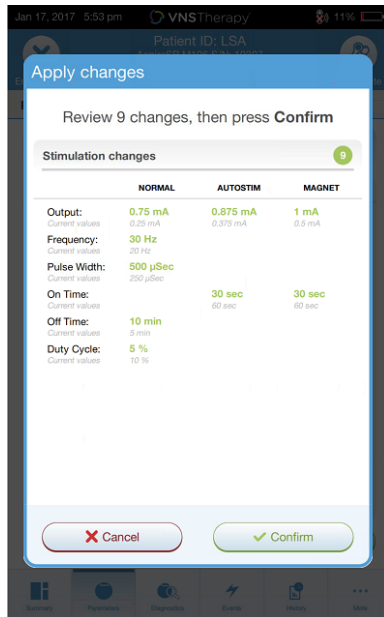 Jan 17, 2017 5:53 pm VNSTherapy 11%
Patient ID: LSA
Apply changes
Review 9 changes, then press Confirm
Stimulation changes 9
NORMAL AUTOSTIM MAGNET
Output: 0.75 mA 0.875 mA 1 mA
Current values 0.25 mA 0.375 mA 0.5 mA
Frequency: 30 Hz
Current values 20 Hz
Pulse Width: 500 µSec
Current values 250 µSec
On Time: 30 sec 30 sec
Current values 60 sec 60 sec
Off Time: 10 min
Current values 5 min
Duty Cycle: 5 %
Current values 10 %
Cancel Confirm
Summary Parameters Diagnostics Events History More